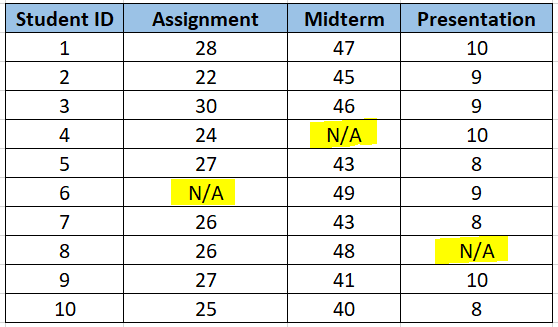 Student ID Assignment Midterm Presentation
1 28 47 10
2 22 45 9
3 30 46 9
4 24 N/A 10
5 27 43 8
6 N/A 49 9
7 26 43 8
8 26 48 N/A
9 27 41 10
10 25 40 8